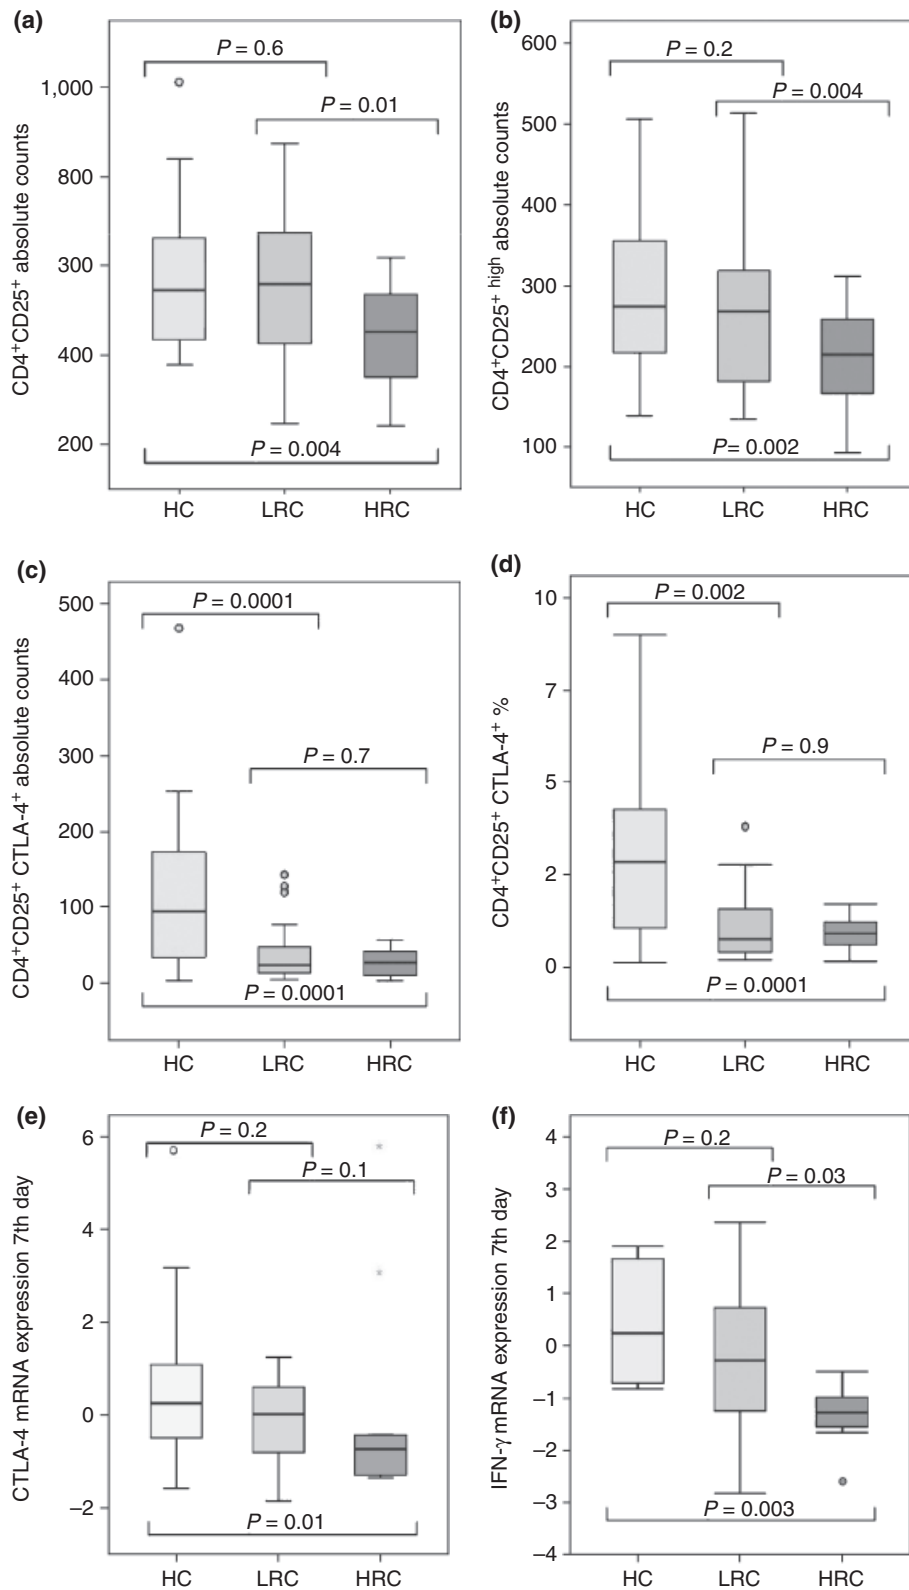 (a)
P = 0.6
P = 0.01
1,000
800
300
400
200
CD4+CD25+ absolute counts
P = 0.004
HC LRC HRC
(b)
P = 0.2
P = 0.004
600
500
400
300
200
100
CD4+CD25+ high absolute counts
P= 0.002
HC LRC HRC
(c)
P = 0.0001
P = 0.7
500
400
300
200
100
0
CD4+CD25+ CTLA-4+ absolute counts
P = 0.0001
HC LRC HRC
(d)
P = 0.002
P = 0.9
10
7
5
2
0
CD4+CD25+ CTLA-4+ %
P = 0.0001
HC LRC HRC
(e)
P = 0.2
P = 0.1
6
4
2
0
–2
CTLA-4 mRNA expression 7th day
P = 0.01
HC LRC HRC
(f)
P = 0.2
P = 0.03
4
3
2
1
0
–1
–2
–3
–4
IFN-γ mRNA expression 7th day
P = 0.003
HC LRC HRC